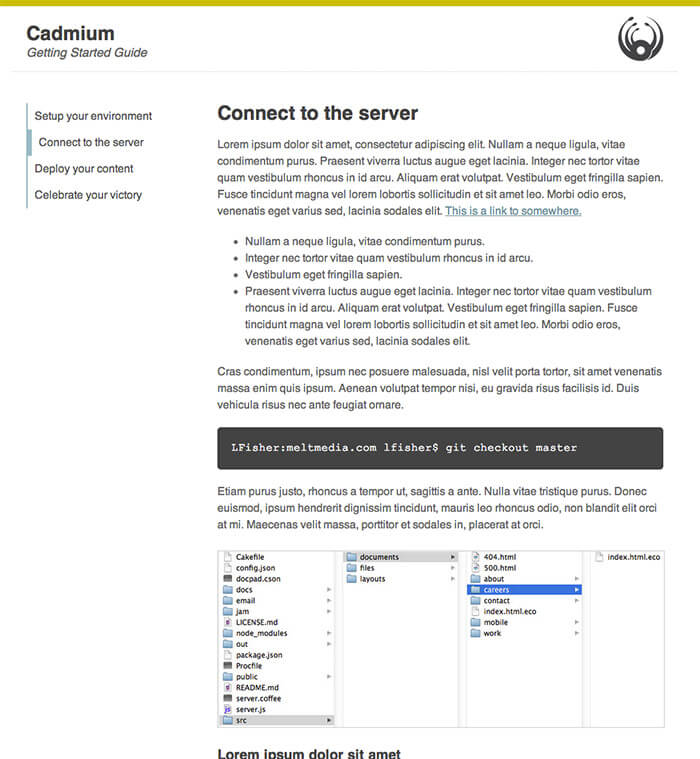 Cadmium
Getting Started Guide
Setup your environment
Connect to the server
Deploy your content
Celebrate your victory
Connect to the server
Lorem ipsum dolor sit amet, consectetur adipiscing elit. Nullam a neque ligula, vitae
condimentum purus. Praesent viverra luctus augue eget lacinia. Integer nec tortor vitae
quam vestibulum rhoncus in id arcu. Aliquam erat volutpat. Vestibulum eget fringilla sapien.
Fusce tincidunt magna vel lorem lobortis sollicitudin et sit amet leo. Morbi odio eros,
venenatis eget varius sed, lacinia sodales elit. This is a link to somewhere.
• Nullam a neque ligula, vitae condimentum purus.
• Integer nec tortor vitae quam vestibulum rhoncus in id arcu.
• Vestibulum eget fringilla sapien.
• Praesent viverra luctus augue eget lacinia. Integer nec tortor vitae quam vestibulum
rhoncus in id arcu. Aliquam erat volutpat. Vestibulum eget fringilla sapien. Fusce
tincidunt magna vel lorem lobortis sollicitudin et sit amet leo. Morbi odio eros,
venenatis eget varius sed, lacinia sodales elit.
Cras condimentum, ipsum nec posuere malesuada, nisl velit porta tortor, sit amet venenatis
massa enim quis ipsum. Aenean volutpat tempor nisi, eu gravida risus facilisis id. Duis
vehicula risus nec ante feugiat ornare.
LFisher:meltmedia.com lfisher$ git checkout master
Etiam purus justo, rhoncus a tempor ut, sagittis a ante. Nulla vitae tristique purus. Donec
euismod, ipsum hendrerit dignissim tincidunt, mauris leo rhoncus odio, non blandit elit orci
at mi. Maecenas velit massa, porttitor et sodales in, placerat at orci.
Cakefile
config.json
docpad.cson
docs
email
jam
LICENSE.md
node_modules
out
package.json
Procfile
public
README.md
server.coffee
server.js
src
documents
files
layouts
404.html
500.html
about
careers
contact
index.html.eco
mobile
work
index.html.eco
Lorem ipsum dolor sit amet